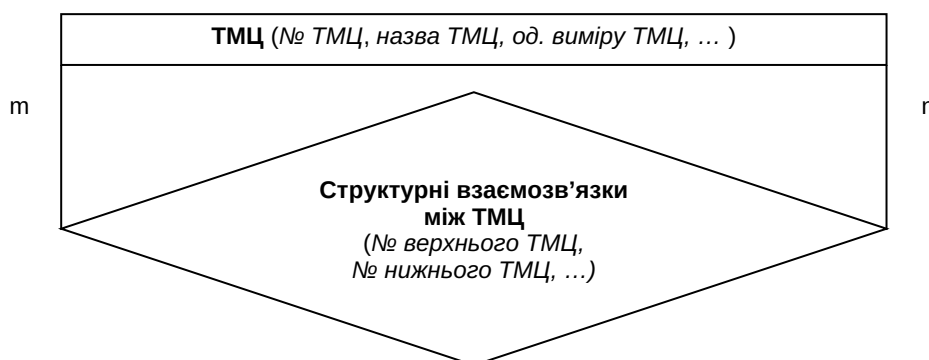 ТМЦ (№ ТМЦ, назва ТМЦ, од. виміру ТМЦ, … )
m
Структурні взаємозв’язки
між ТМЦ
(№ верхнього ТМЦ,
№ нижнього ТМЦ, …)